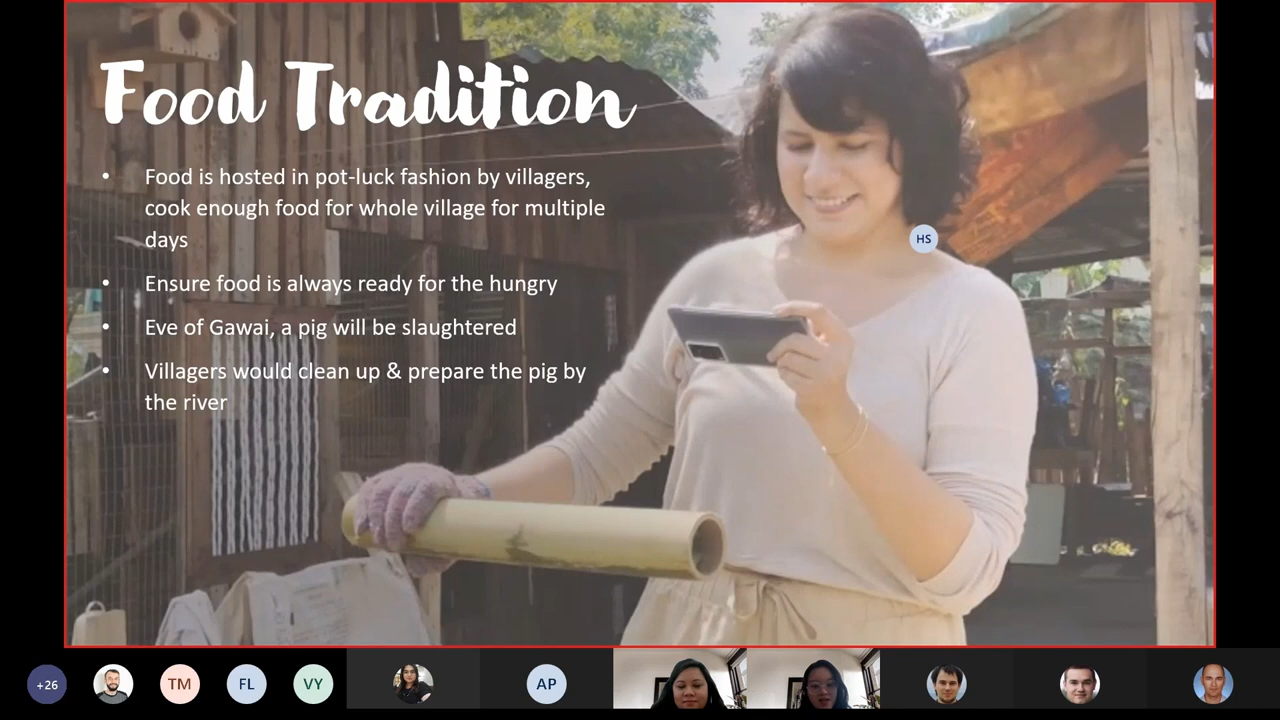 Food Tradition
• Food is hosted in pot-luck fashion by villagers,
cook enough food for whole village for multiple
days
• Ensure food is always ready for the hungry
• Eve of Gawai, a pig will be slaughtered
• Villagers would clean up & prepare the pig by
the river
HS
+26 TM FL VY AP